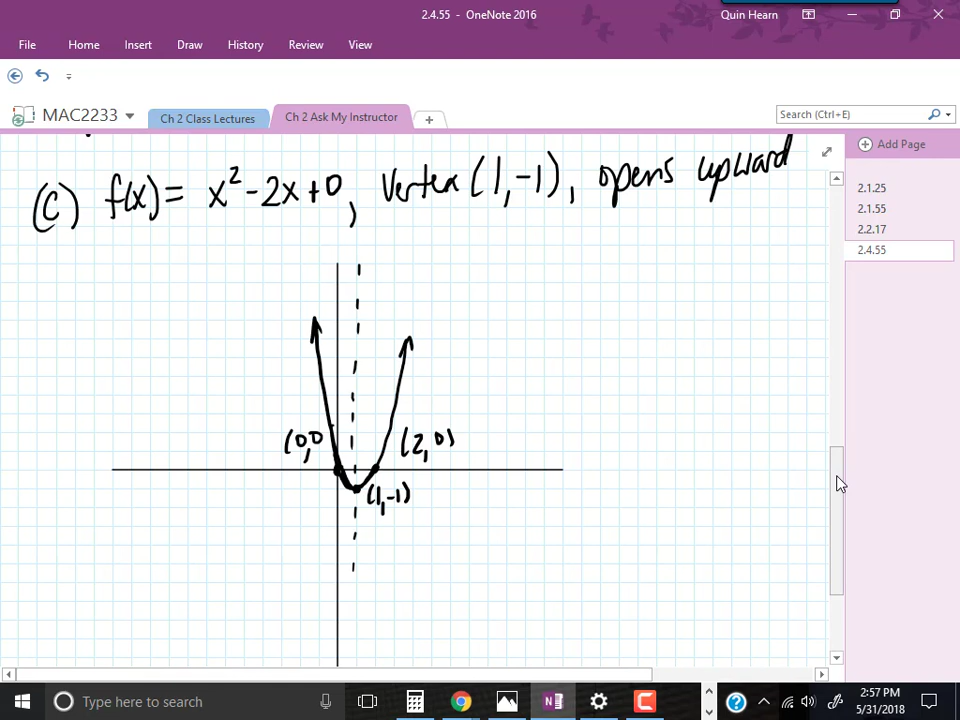 2.4.55 - OneNote 2016
Quin Hearn
File Home Insert Draw History Review View
MAC2233
Ch 2 Class Lectures
Ch 2 Ask My Instructor
Search (Ctrl+E)
Add Page
2.1.25
2.1.55
2.2.17
2.4.55
(c) f(x) = x² - 2x + 0, vertex (1, -1), opens upward
(0,0)
(2, 0)
(1, -1)
Type here to search
2:57 PM
5/31/2018